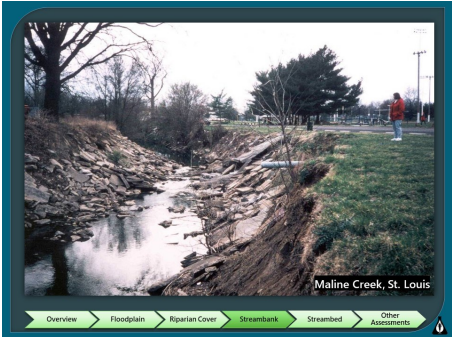 Maline Creek, St. Louis
Overview
Floodplain
Riparian Cover
Streambank
Streambed
Other
Assessments